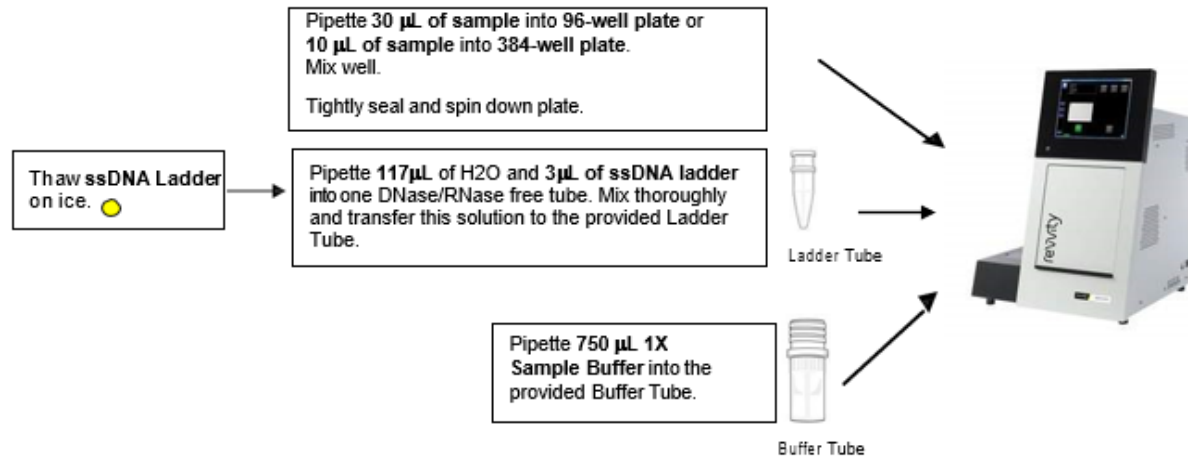 Pipette 30 µL of sample into 96-well plate or
10 µL of sample into 384-well plate.
Mix well.
Tightly seal and spin down plate.
Thaw ssDNA Ladder
on ice.
Pipette 117µL of H2O and 3µL of ssDNA ladder
into one DNase/RNase free tube. Mix thoroughly
and transfer this solution to the provided Ladder
Tube.
Ladder Tube
revvity
Pipette 750 µL 1X
Sample Buffer into the
provided Buffer Tube.
Buffer Tube